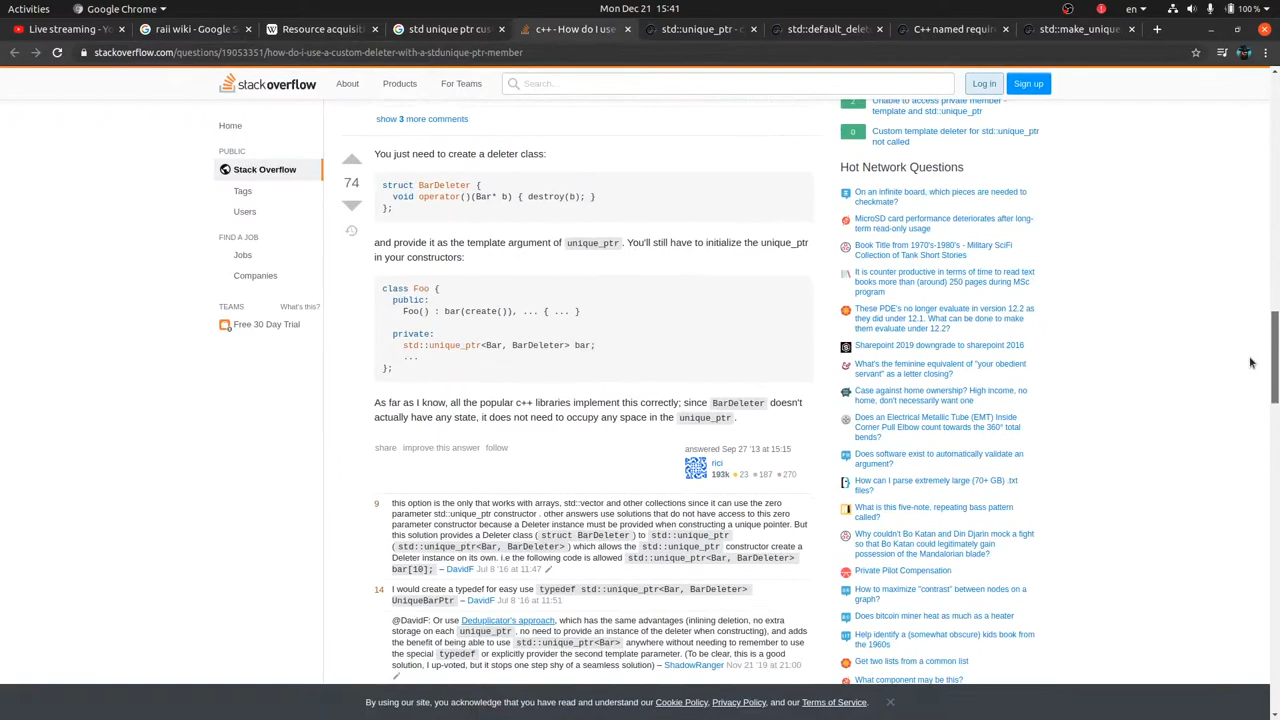 Activities
Google Chrome
Mon Dec 21 15:41
en
100 %
Live streaming - Yo
raii wiki - Google S
Resource acquisiti
std unique ptr cus
c++ - How do I use
std::unique_ptr - c
std::default_delet
C++ named require
std::make_unique
stackoverflow.com/questions/19053351/how-do-i-use-a-custom-deleter-with-a-stdunique-ptr-member
stackoverflow
About
Products
For Teams
Search...
Log in
Sign up
Home
PUBLIC
Stack Overflow
Tags
Users
FIND A JOB
Jobs
Companies
TEAMS
What's this?
Free 30 Day Trial
show 3 more comments
74
You just need to create a deleter class:
struct BarDeleter {
void operator()(Bar* b) { destroy(b); }
};
and provide it as the template argument of unique_ptr. You'll still have to initialize the unique_ptr
in your constructors:
class Foo {
public:
Foo() : bar(create()), ... { ... }
private:
std::unique_ptr<Bar, BarDeleter> bar;
...
};
As far as I know, all the popular c++ libraries implement this correctly; since BarDeleter doesn't
actually have any state, it does not need to occupy any space in the unique_ptr.
share improve this answer follow
answered Sep 27 '13 at 15:15
rici
193k 23 187 270
9
this option is the only that works with arrays, std::vector and other collections since it can use the zero
parameter std::unique_ptr constructor . other answers use solutions that do not have access to this zero
parameter constructor because a Deleter instance must be provided when constructing a unique pointer. But
this solution provides a Deleter class (struct BarDeleter) to std::unique_ptr
(std::unique_ptr<Bar, BarDeleter>) which allows the std::unique_ptr constructor create a
Deleter instance on its own. i.e the following code is allowed std::unique_ptr<Bar, BarDeleter>
bar[10]; – DavidF Jul 8 '16 at 11:47
14
I would create a typedef for easy use typedef std::unique_ptr<Bar, BarDeleter>
UniqueBarPtr – DavidF Jul 8 '16 at 11:51
@DavidF: Or use Deduplicator's approach, which has the same advantages (inlining deletion, no extra
storage on each unique_ptr, no need to provide an instance of the deleter when constructing), and adds
the benefit of being able to use std::unique_ptr<Bar> anywhere without needing to remember to use
the special typedef or explicitly provide the second template parameter. (To be clear, this is a good
solution, I up-voted, but it stops one step shy of a seamless solution) – ShadowRanger Nov 21 '19 at 21:00
2
Unable to access private member -
template and std::unique_ptr
0
Custom template deleter for std::unique_ptr
not called
Hot Network Questions
On an infinite board, which pieces are needed to
checkmate?
MicroSD card performance deteriorates after long-
term read-only usage
Book Title from 1970's-1980's - Military SciFi
Collection of Tank Short Stories
It is counter productive in terms of time to read text
books more than (around) 250 pages during MSc
program
These PDE's no longer evaluate in version 12.2 as
they did under 12.1. What can be done to make
them evaluate under 12.2?
Sharepoint 2019 downgrade to sharepoint 2016
What's the feminine equivalent of "your obedient
servant" as a letter closing?
Case against home ownership? High income, no
home, don't necessarily want one
Does an Electrical Metallic Tube (EMT) Inside
Corner Pull Elbow count towards the 360° total
bends?
Does software exist to automatically validate an
argument?
How can I parse extremely large (70+ GB) .txt
files?
What is this five-note, repeating bass pattern
called?
Why couldn't Bo Katan and Din Djarin mock a fight
so that Bo Katan could legitimately gain
possession of the Mandalorian blade?
Private Pilot Compensation
How to maximize "contrast" between nodes on a
graph?
Does bitcoin miner heat as much as a heater
Help identify a (somewhat obscure) kids book from
the 1960s
Get two lists from a common list
What component may be this?
By using our site, you acknowledge that you have read and understand our Cookie Policy, Privacy Policy, and our Terms of Service.